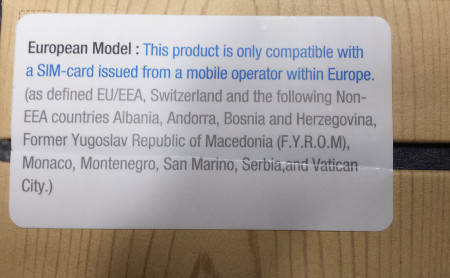 European Model : This product is only compatible with
a SIM-card issued from a mobile operator within Europe.
(as defined EU/EEA, Switzerland and the following Non-
EEA countries Albania, Andorra, Bosnia and Herzegovina,
Former Yugoslav Republic of Macedonia (F.Y.R.O.M),
Monaco, Montenegro, San Marino, Serbia,and Vatican
City.)